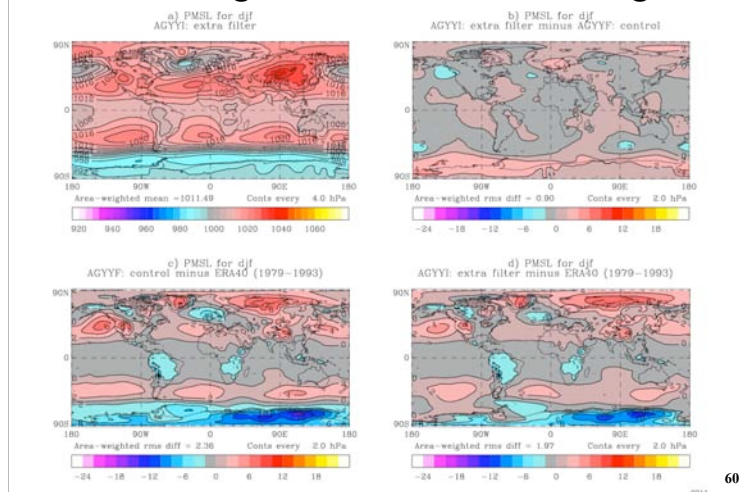 a) PMSL for djf
AGYYI: extra filter
90N
0
90S
180 90W 0 90E 180
Area-weighted mean =1011.49 Conts every 4.0 hPa
920 940 960 980 1000 1020 1040 1060
b) PMSL for djf
AGYYI: extra filter minus AGYYF: control
90N
0
90S
180 90W 0 90E 180
Area-weighted rms diff = 0.90 Conts every 2.0 hPa
-24 -18 -12 -6 0 6 12 18
c) PMSL for djf
AGYYF: control minus ERA40 (1979-1993)
90N
0
90S
180 90W 0 90E 180
Area-weighted rms diff = 2.36 Conts every 2.0 hPa
-24 -18 -12 -6 0 6 12 18
d) PMSL for djf
AGYYI: extra filter minus ERA40 (1979-1993)
90N
0
90S
180 90W 0 90E 180
Area-weighted rms diff = 1.97 Conts every 2.0 hPa
-24 -18 -12 -6 0 6 12 18
60